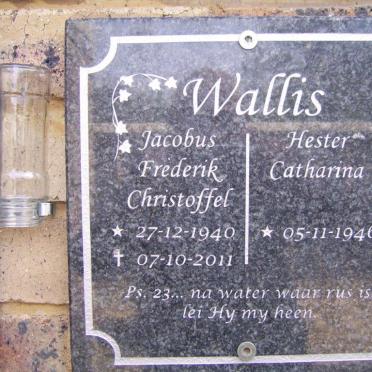 Wallis
Jacobus
Frederik
Christoffel
★ 27-12-1940
✝ 07-10-2011
Hester
Catharina
★ 05-11-1946
Ps. 23... na water waar rus is
lei Hy my heen.